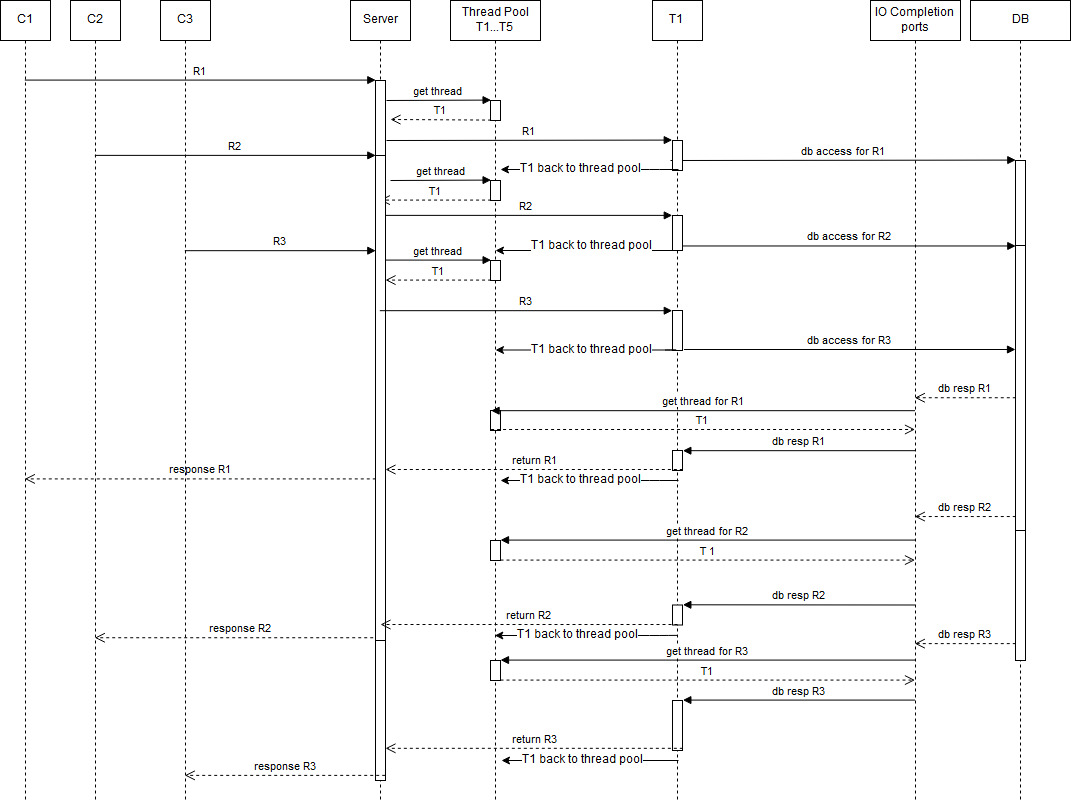 C1
C2
C3
Server
Thread Pool
T1...T5
T1
IO Completion
ports
DB
R1
get thread
T1
R1
R2
db access for R1
T1 back to thread pool
get thread
T1
R2
R3
db access for R2
T1 back to thread pool
get thread
T1
R3
db access for R3
T1 back to thread pool
db resp R1
get thread for R1
T1
db resp R1
return R1
response R1
T1 back to thread pool
db resp R2
get thread for R2
T 1
db resp R2
return R2
response R2
T1 back to thread pool
db resp R3
get thread for R3
T1
db resp R3
return R3
T1 back to thread pool
response R3